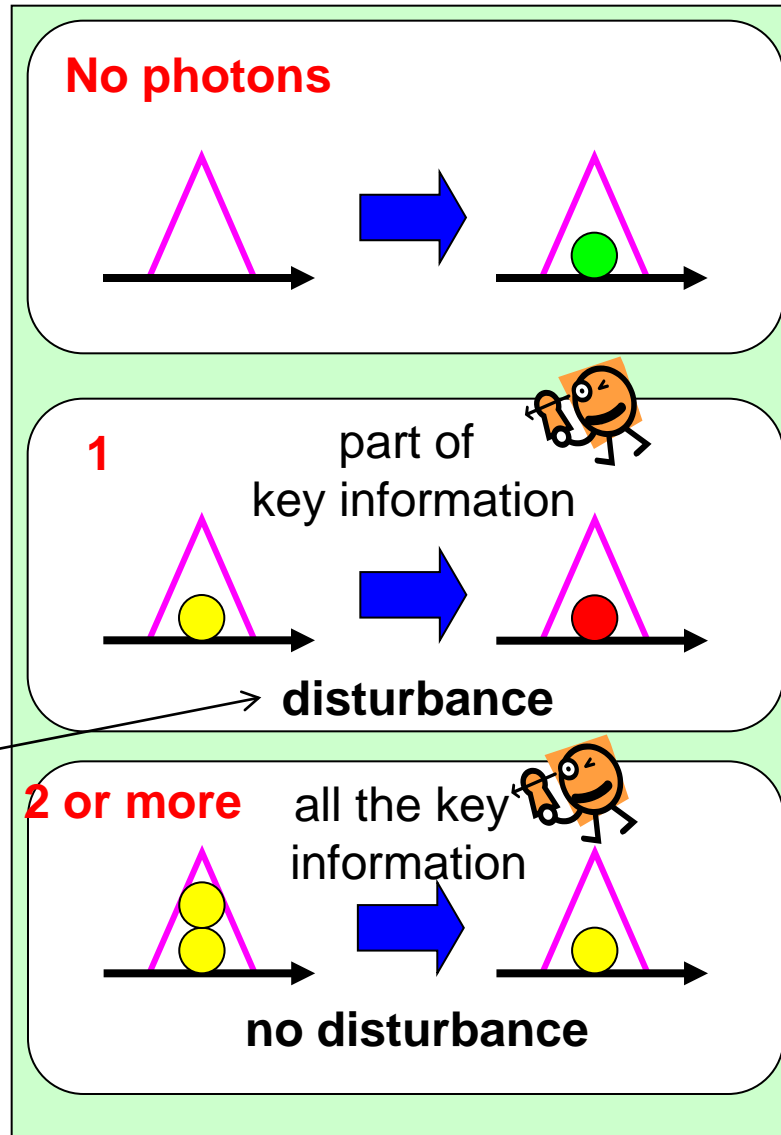 No photons
1
part of
key information
disturbance
2 or more
all the key
information
no disturbance